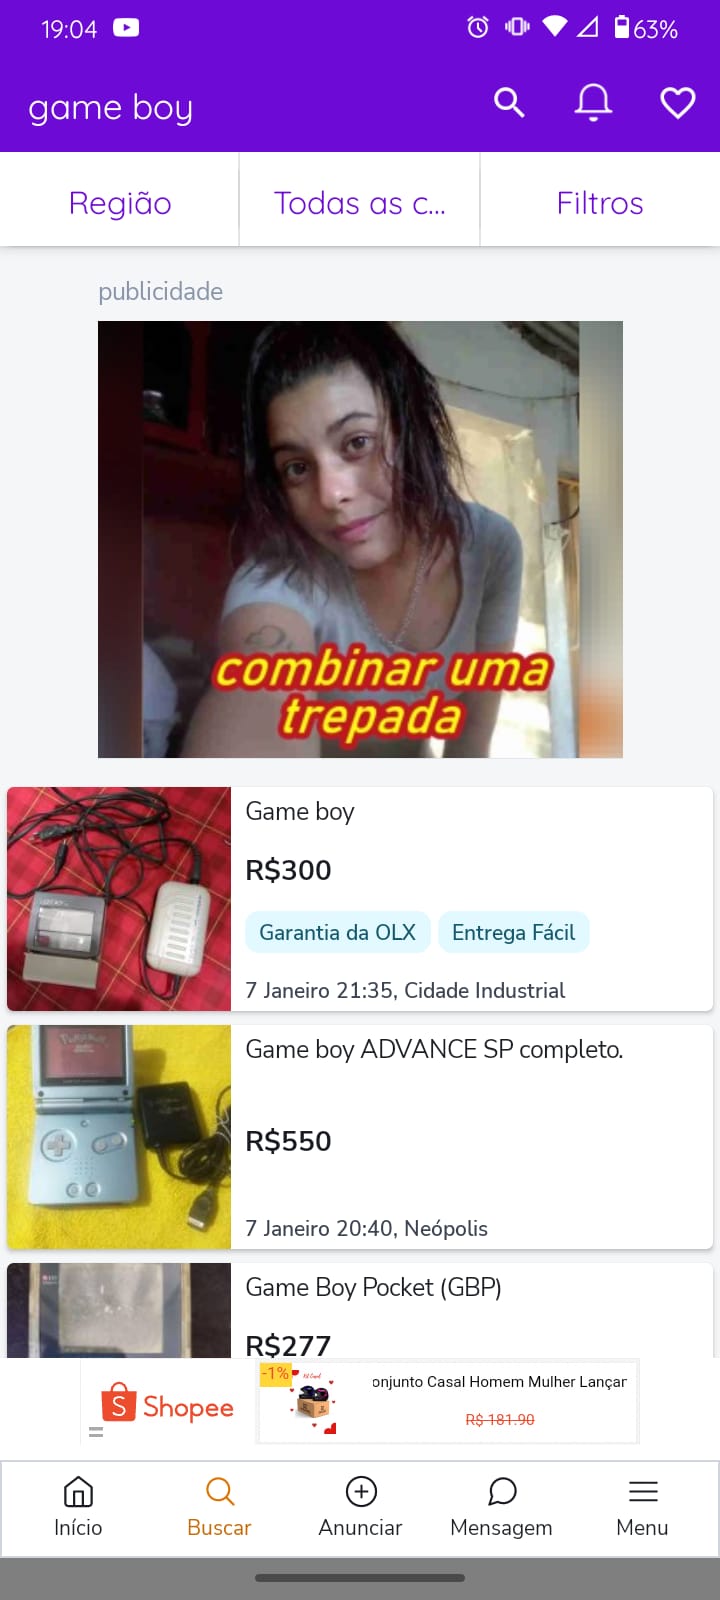 19:04
63%
game boy
Região
Todas as c...
Filtros
publicidade
combinar uma
trepada
Game boy
R$300
Garantia da OLX
Entrega Fácil
7 Janeiro 21:35, Cidade Industrial
Game boy ADVANCE SP completo.
R$550
7 Janeiro 20:40, Neópolis
Game Boy Pocket (GBP)
R$277
Shopee
-1%
onjunto Casal Homem Mulher Lançar
R$ 181.90
Início
Buscar
Anunciar
Mensagem
Menu